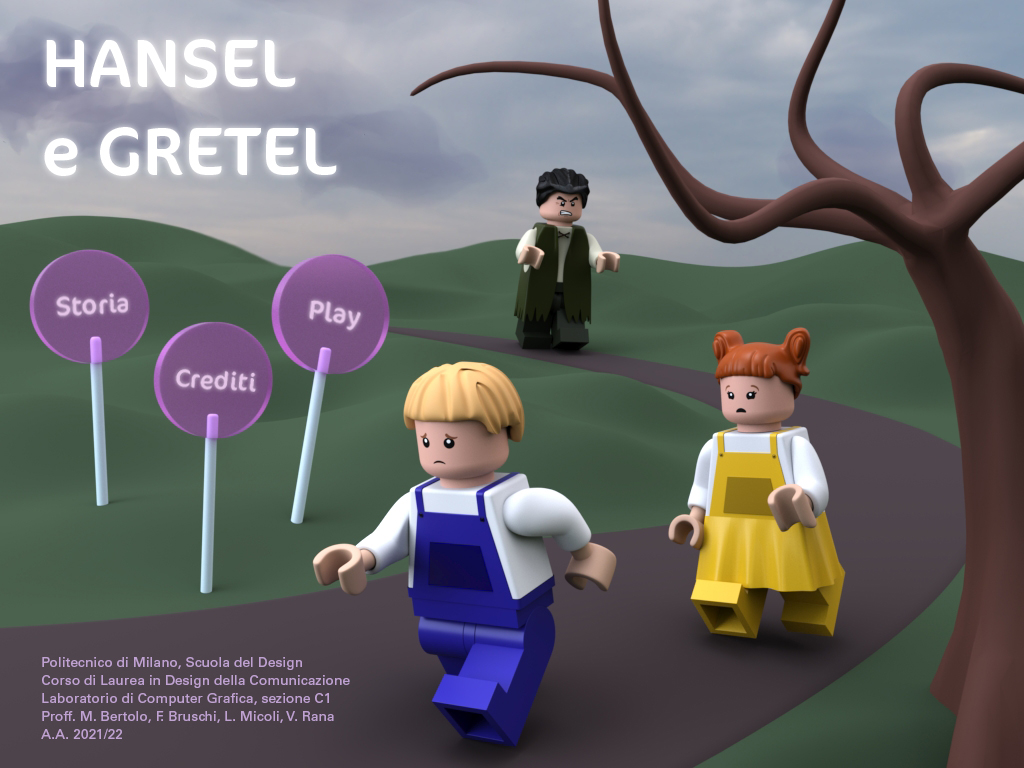 HANSEL
e GRETEL
Storia
Play
Crediti
Politecnico di Milano, Scuola del Design
Corso di Laurea in Design della Comunicazione
Laboratorio di Computer Grafica, sezione C1
Proff. M. Bertolo, F. Bruschi, L. Micoli, V. Rana
A.A. 2021/22